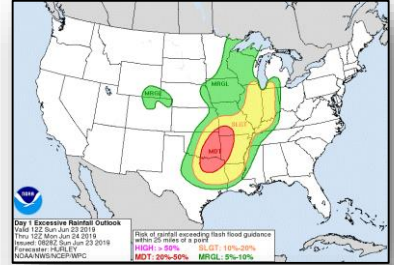 MRGL
MRGL
SLGT
MDT
NOAA
Day 1 Excessive Rainfall Outlook
Valid 12Z Sun Jun 23 2019
Thru 12Z Mon Jun 24 2019
Issued: 0828Z Sun Jun 23 2019
Forecaster: HURLEY
NOAA/NWS/NCEP/WPC
Risk of rainfall exceeding flash flood guidance
within 25 miles of a point
HIGH: > 50% SLGT: 10%-20%
MDT: 20%-50% MRGL: 5%-10%